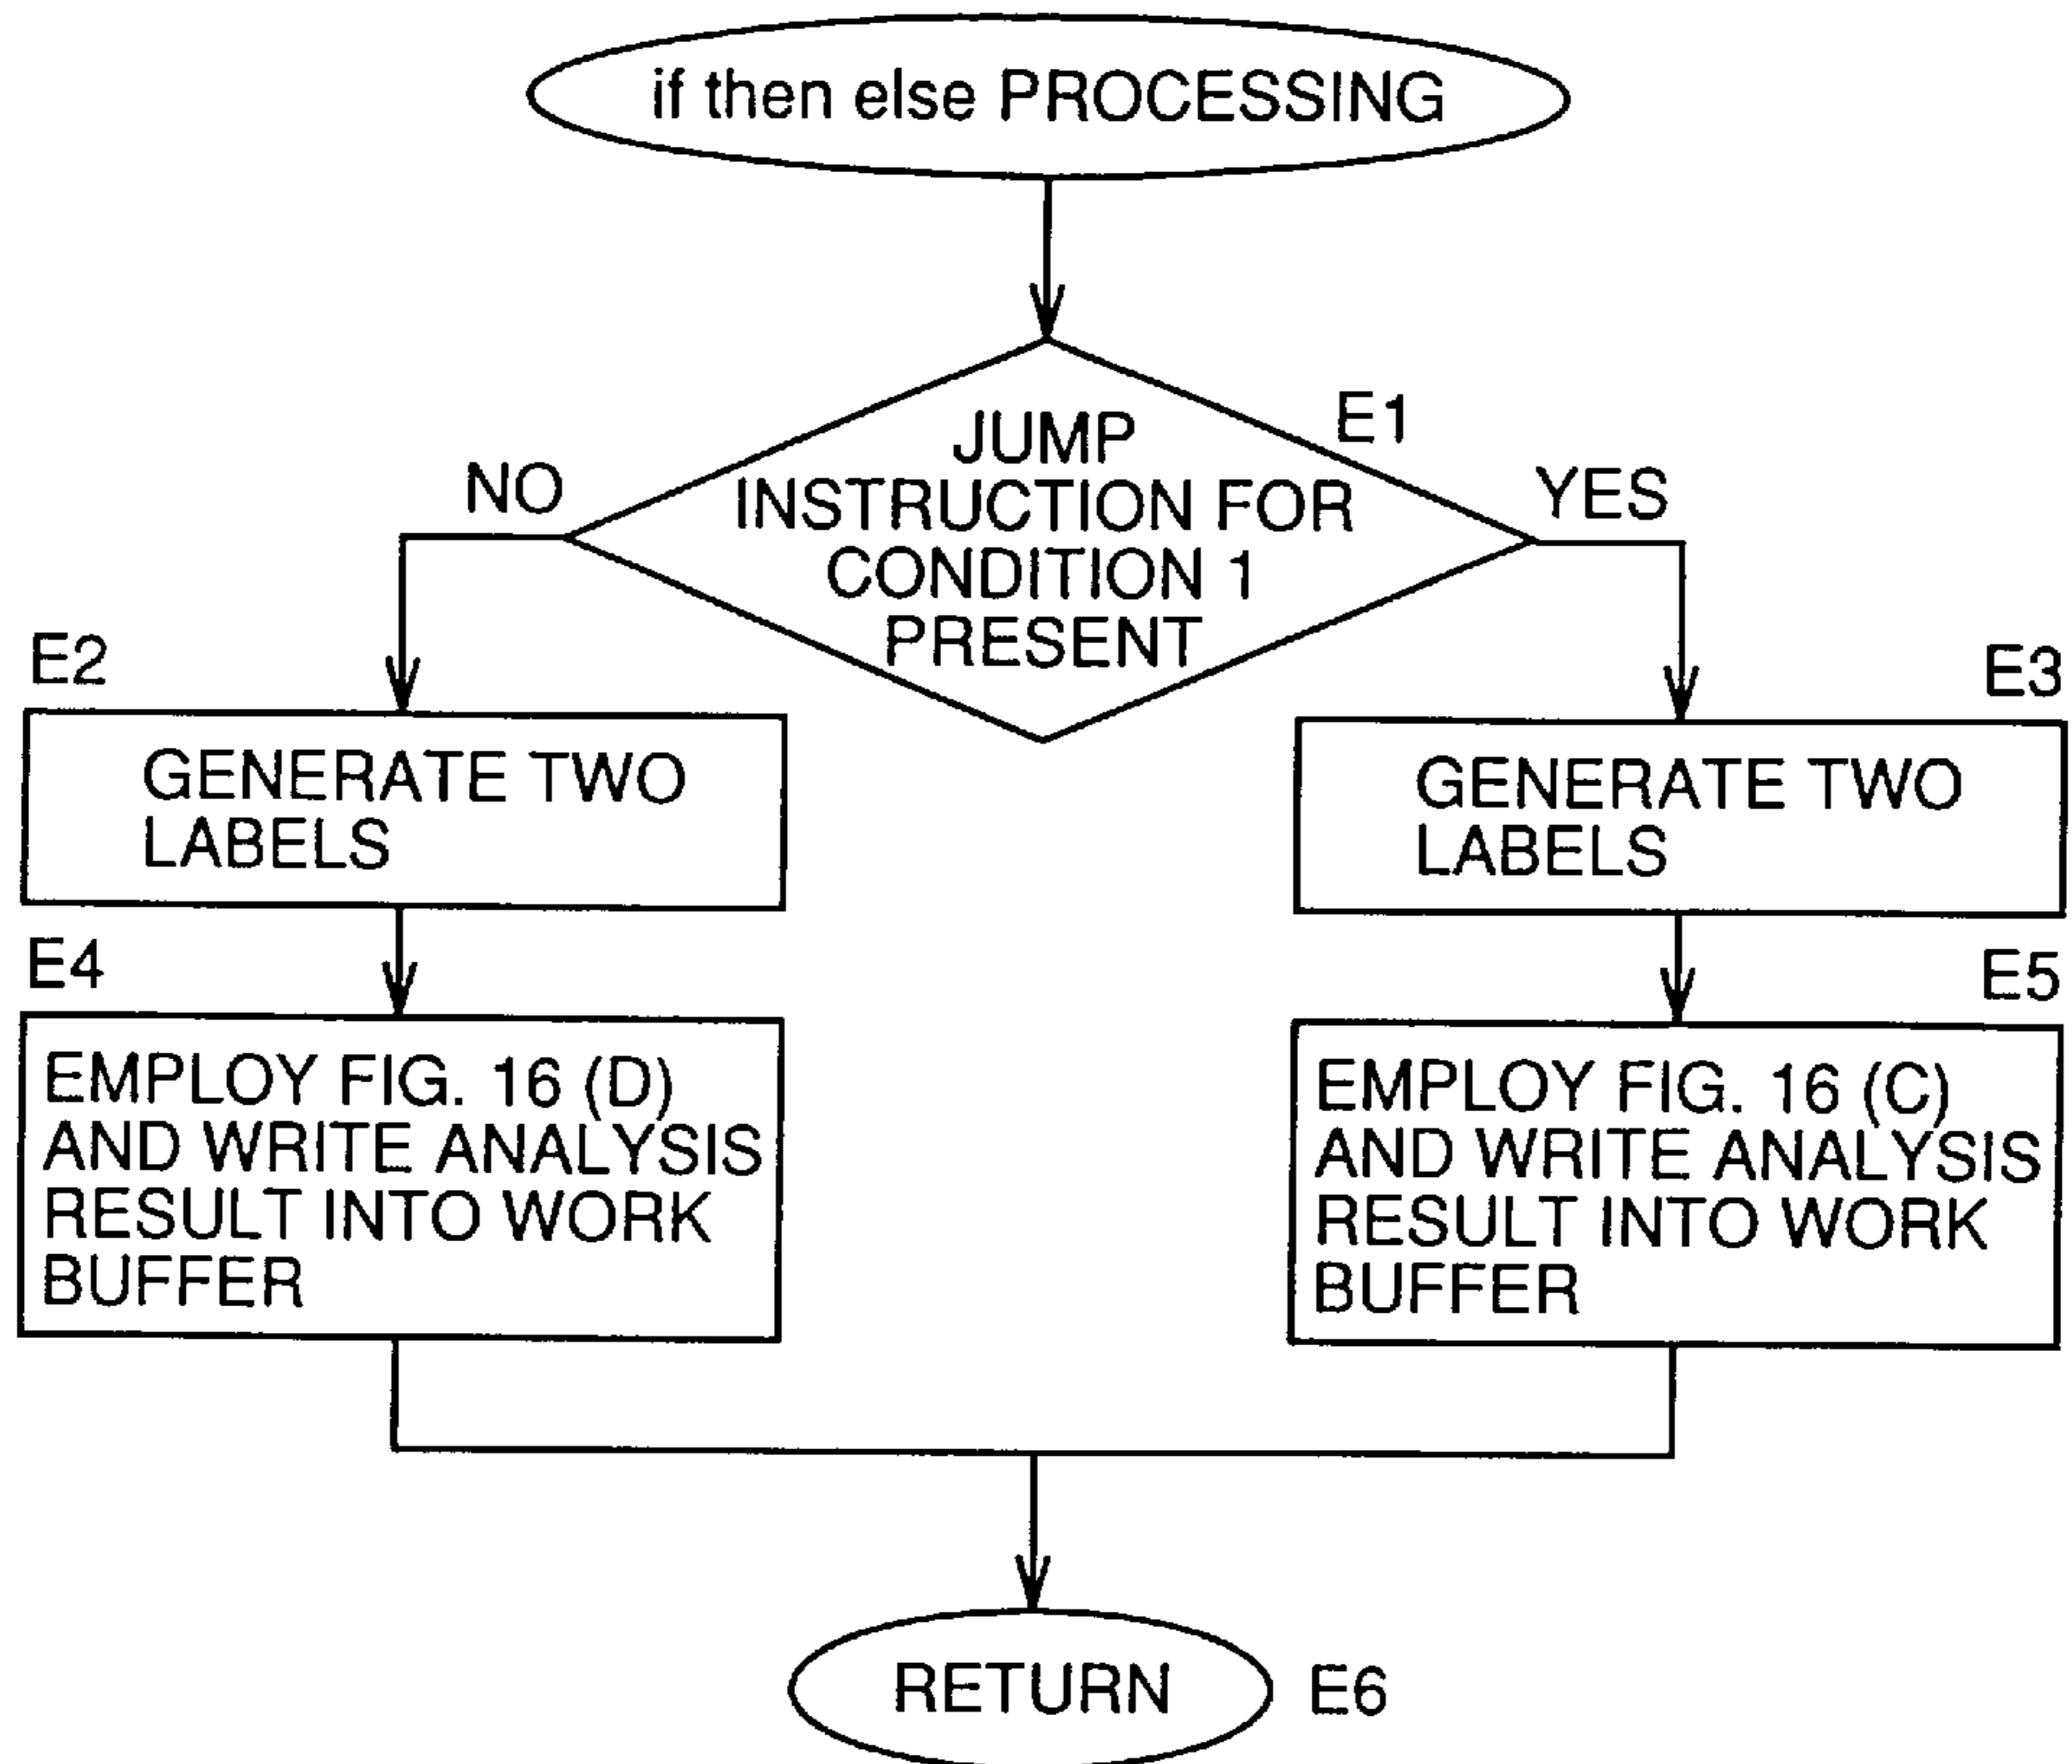 if then else PROCESSING
E1
JUMP
INSTRUCTION FOR
CONDITION 1
PRESENT
NO
YES
E2
GENERATE TWO
LABELS
E3
GENERATE TWO
LABELS
E4
EMPLOY FIG. 16 (D)
AND WRITE ANALYSIS
RESULT INTO WORK
BUFFER
E5
EMPLOY FIG. 16 (C)
AND WRITE ANALYSIS
RESULT INTO WORK
BUFFER
RETURN
E6